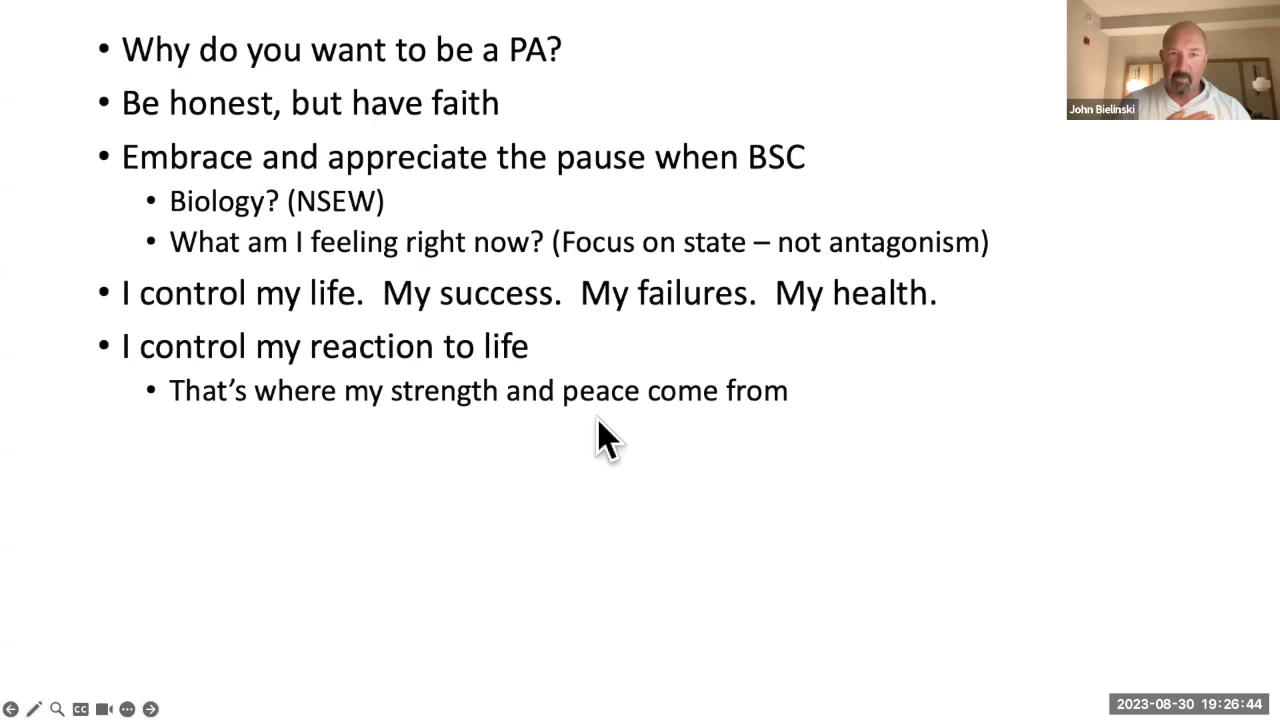 • Why do you want to be a PA?
• Be honest, but have faith
• Embrace and appreciate the pause when BSC
• Biology? (NSEW)
• What am I feeling right now? (Focus on state – not antagonism)
• I control my life.  My success.  My failures.  My health.
• I control my reaction to life
• That’s where my strength and peace come from
John Bielinski
CC
2023-08-30 19:26:44